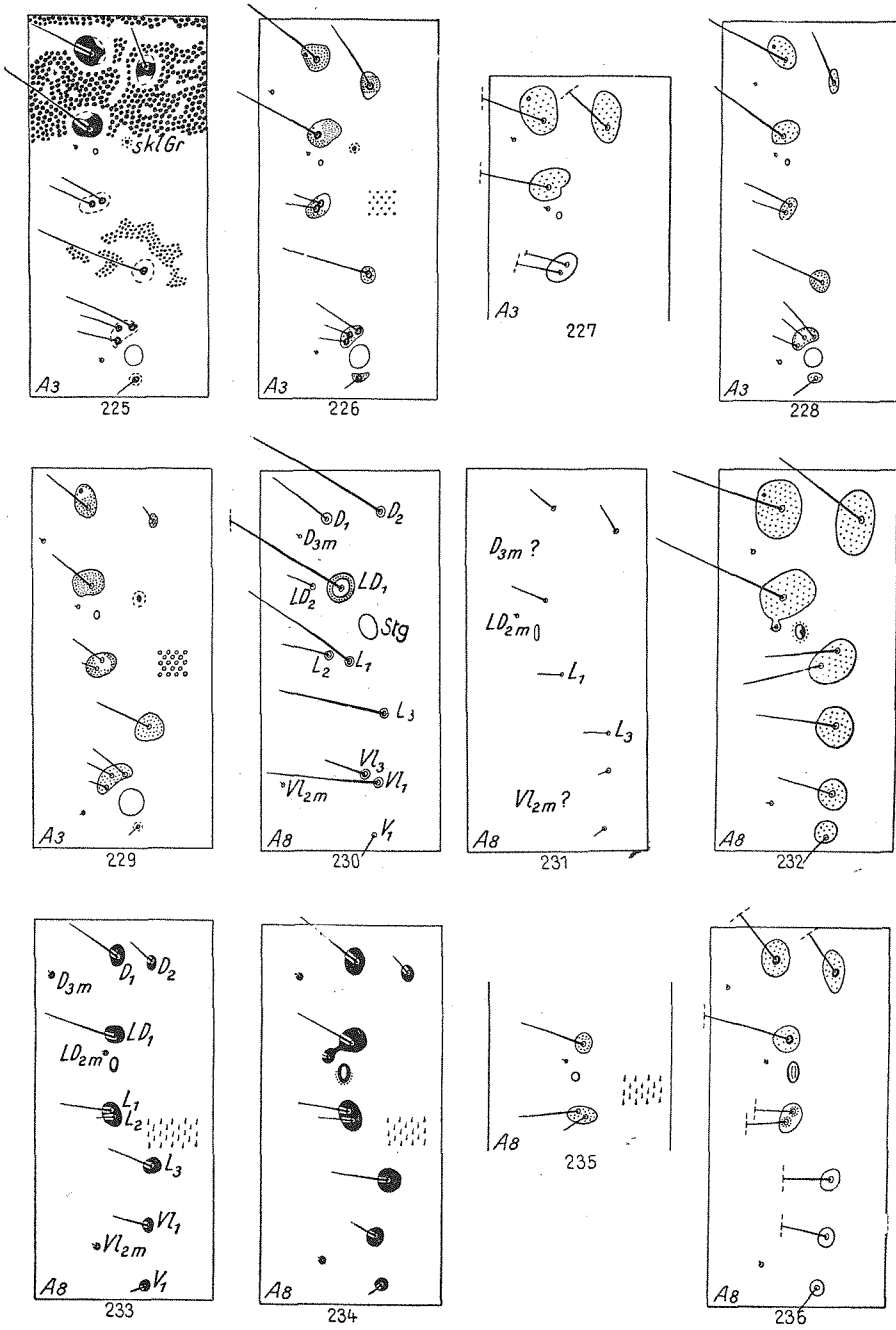 sklGr
A3
225
A3
226
A3
227
A3
228
A3
229
D1
D2
D3m
LD1
LD2
Stg
L2 L1
L3
Vl3
Vl2m
Vl1
V1
A8
230
D3m ?
LD2m
L1
L3
Vl2m ?
A8
231
A8
232
D1 D2
D3m
LD1
LD2m
L1
L2
L3
Vl1
Vl2m
V1
A8
233
A8
234
A8
235
A8
236